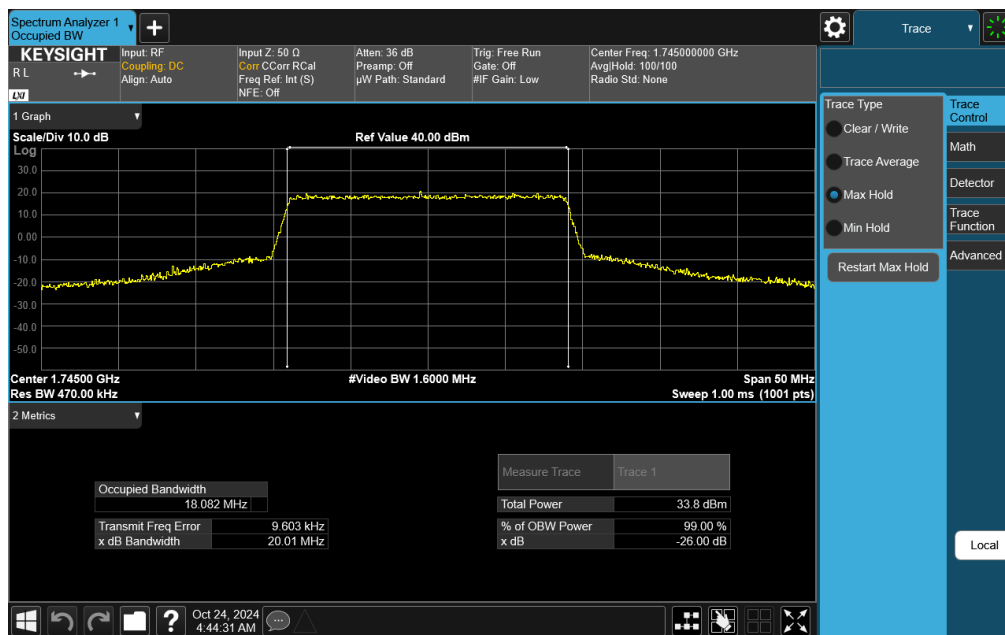 Spectrum Analyzer 1
Occupied BW
Trace
KEYSIGHT
R L
LXI
Input: RF
Coupling: DC
Align: Auto
Input Z: 50 Ω
Corr CCorr RCal
Freq Ref: Int (S)
NFE: Off
Atten: 36 dB
Preamp: Off
µW Path: Standard
Trig: Free Run
Gate: Off
#IF Gain: Low
Center Freq: 1.745000000 GHz
Avg|Hold: 100/100
Radio Std: None
1 Graph
Scale/Div 10.0 dB
Ref Value 40.00 dBm
Log
30.0
20.0
10.0
0.00
-10.0
-20.0
-30.0
-40.0
-50.0
Center 1.74500 GHz
#Video BW 1.6000 MHz
Span 50 MHz
Res BW 470.00 kHz
Sweep 1.00 ms (1001 pts)
2 Metrics
Measure Trace Trace 1
Occupied Bandwidth
18.082 MHz
Total Power 33.8 dBm
Transmit Freq Error 9.603 kHz
% of OBW Power 99.00 %
x dB Bandwidth 20.01 MHz
x dB -26.00 dB
Trace Type
Clear / Write
Trace Average
Max Hold
Min Hold
Restart Max Hold
Trace
Control
Math
Detector
Trace
Function
Advanced
Local
?
Oct 24, 2024
4:44:31 AM